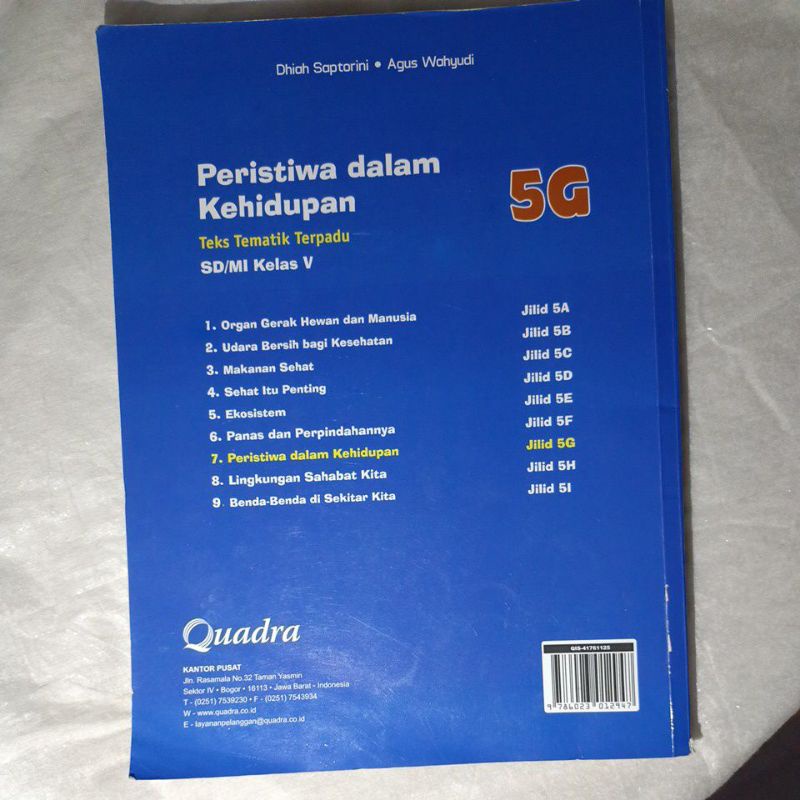 Dhiah Saptorini • Agus Wahyudi
Peristiwa dalam
Kehidupan
5G
Teks Tematik Terpadu
SD/MI Kelas V
1. Organ Gerak Hewan dan Manusia Jilid 5A
2. Udara Bersih bagi Kesehatan Jilid 5B
3. Makanan Sehat Jilid 5C
4. Sehat Itu Penting Jilid 5D
5. Ekosistem Jilid 5E
6. Panas dan Perpindahannya Jilid 5F
7. Peristiwa dalam Kehidupan Jilid 5G
8. Lingkungan Sahabat Kita Jilid 5H
9. Benda-Benda di Sekitar Kita Jilid 5I
Quadra
KANTOR PUSAT
Jln. Rasamala No.32 Taman Yasmin
Sektor IV • Bogor • 16113 • Jawa Barat - Indonesia
T - (0251) 7539230 • F - (0251) 7543934
W - www.quadra.co.id
E - layananpelanggan@quadra.co.id
GIS-41761125
9 786023 012947